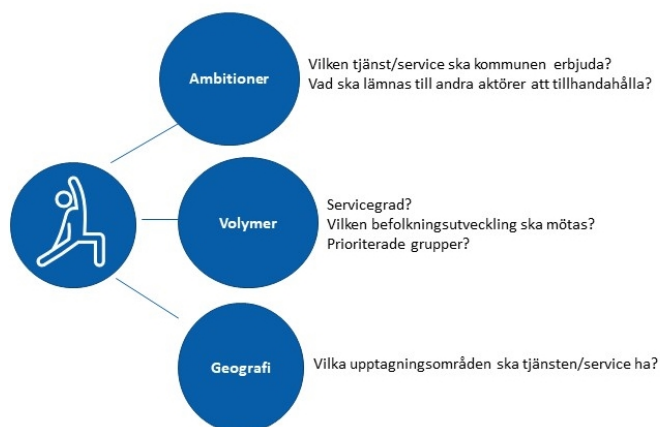 Ambitioner
Vilken tjänst/service ska kommunen erbjuda?
Vad ska lämnas till andra aktörer att tillhandahålla?
Volymer
Servicegrad?
Vilken befolkningsutveckling ska mötas?
Prioriterade grupper?
Geografi
Vilka upptagningsområden ska tjänsten/service ha?